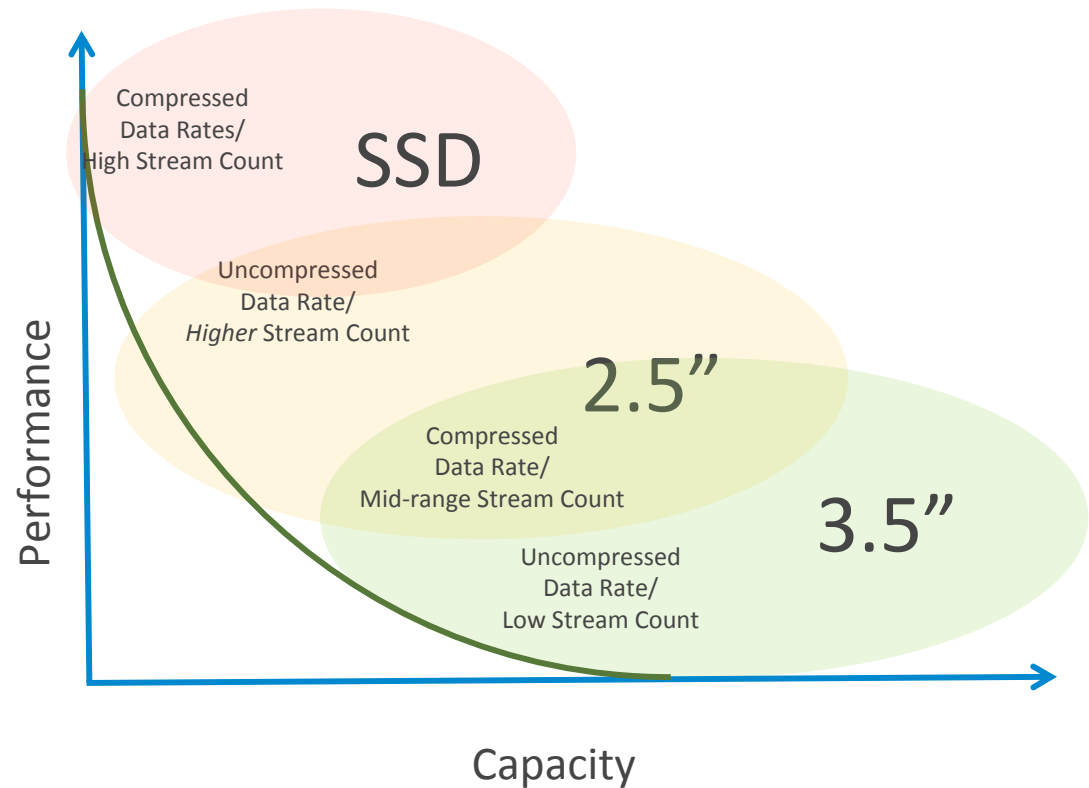 Compressed
Data Rates/
High Stream Count
SSD
Uncompressed
Data Rate/
Higher Stream Count
2.5”
Compressed
Data Rate/
Mid-range Stream Count
3.5”
Uncompressed
Data Rate/
Low Stream Count
Performance
Capacity